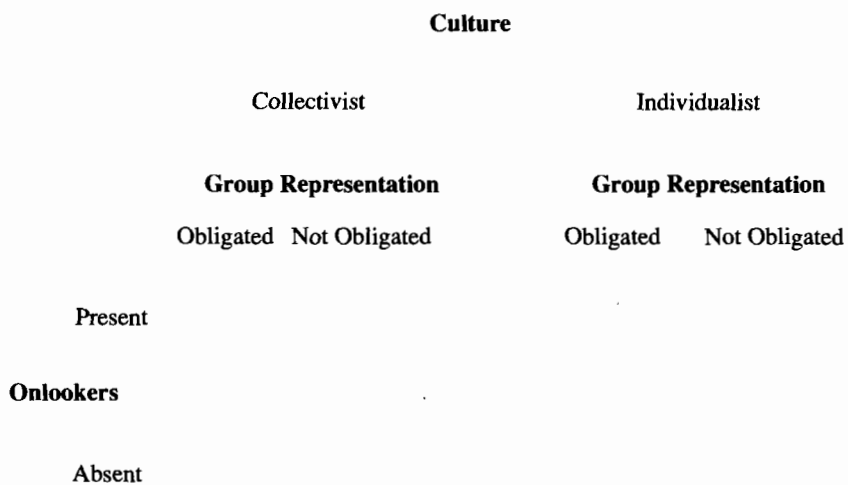 Culture
Collectivist Individualist
Group Representation Group Representation
Obligated Not Obligated Obligated Not Obligated
Present
Onlookers
Absent